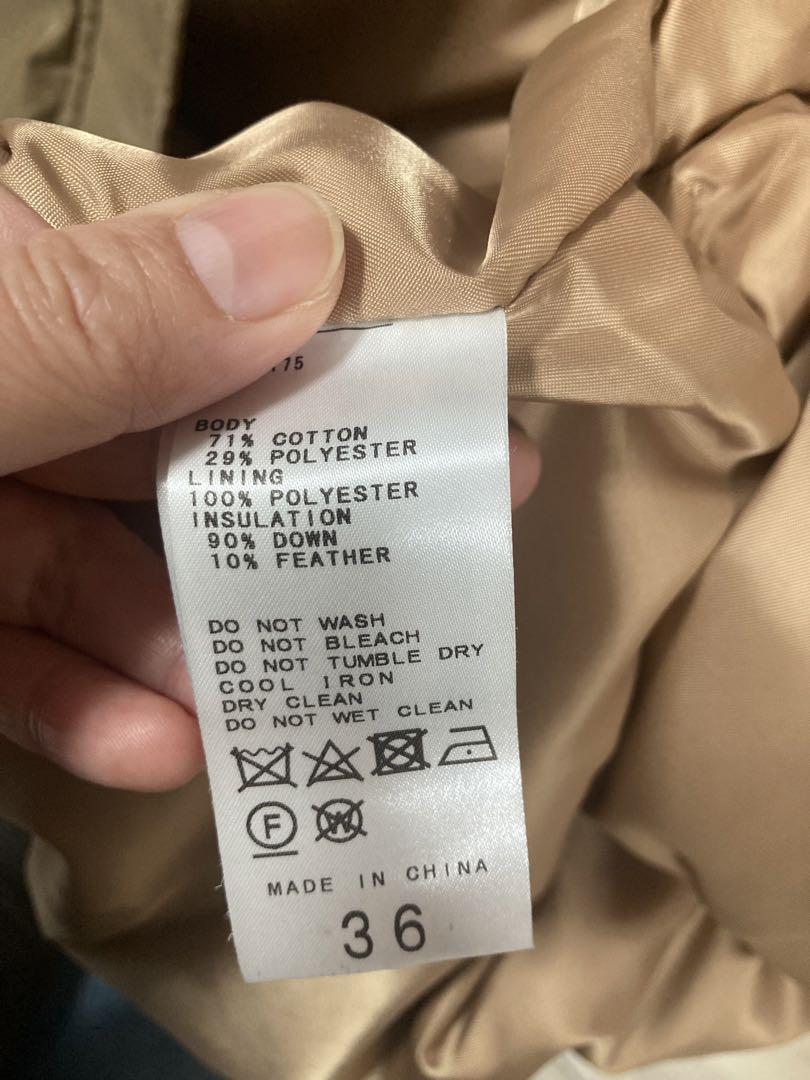 175
BODY
71% COTTON
29% POLYESTER
LINING
100% POLYESTER
INSULATION
90% DOWN
10% FEATHER
DO NOT WASH
DO NOT BLEACH
DO NOT TUMBLE DRY
COOL IRON
DRY CLEAN
DO NOT WET CLEAN
F
W
MADE IN CHINA
36